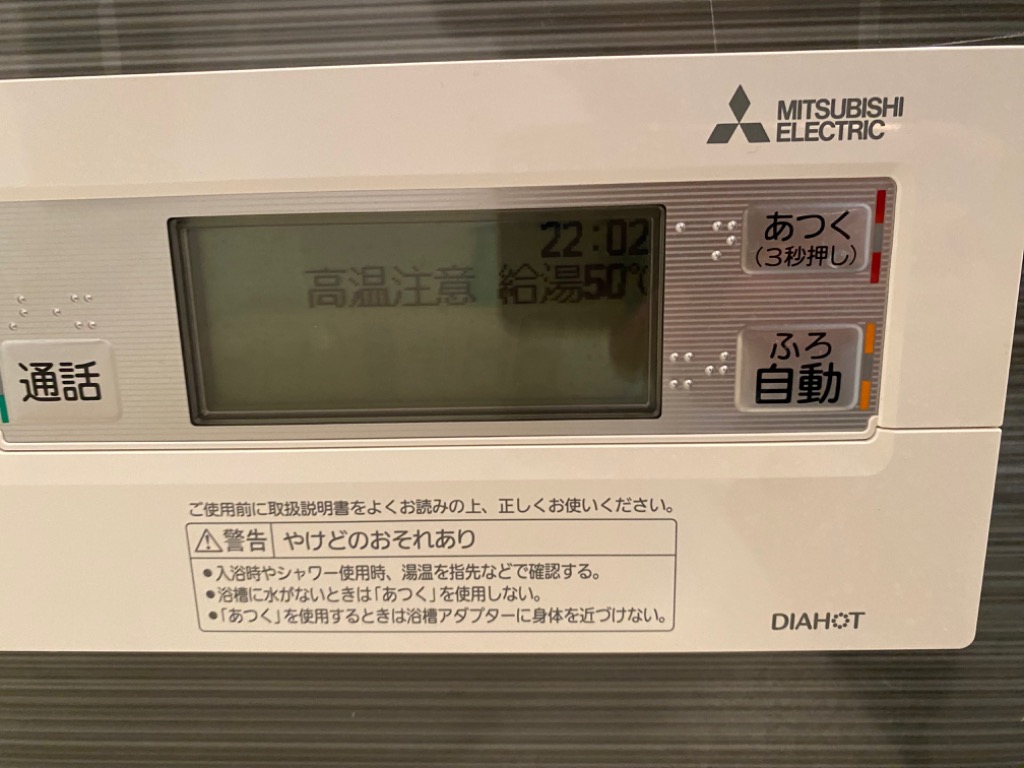 MITSUBISHI
ELECTRIC
22:02
高温注意 給湯50℃
あつく
(3秒押し)
通話
ふろ
自動
ご使用前に取扱説明書をよくお読みの上、正しくお使いください。
警告 やけどのおそれあり
●入浴時やシャワー使用時、湯温を指先などで確認する。
●浴槽に水がないときは「あつく」を使用しない。
●「あつく」を使用するときは浴槽アダプターに身体を近づけない。
DIAHOT